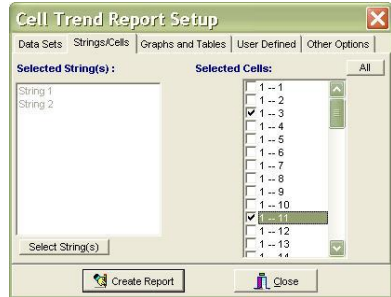 Cell Trend Report Setup
Data Sets Strings/Cells Graphs and Tables User Defined Other Options
Selected String(s) :
String 1
String 2
Select String(s)
Selected Cells:
All
1 -- 1
1 -- 2
1 -- 3
1 -- 4
1 -- 5
1 -- 6
1 -- 7
1 -- 8
1 -- 9
1 -- 10
1 -- 11
1 -- 12
1 -- 13
1 -- 14
Create Report
Close